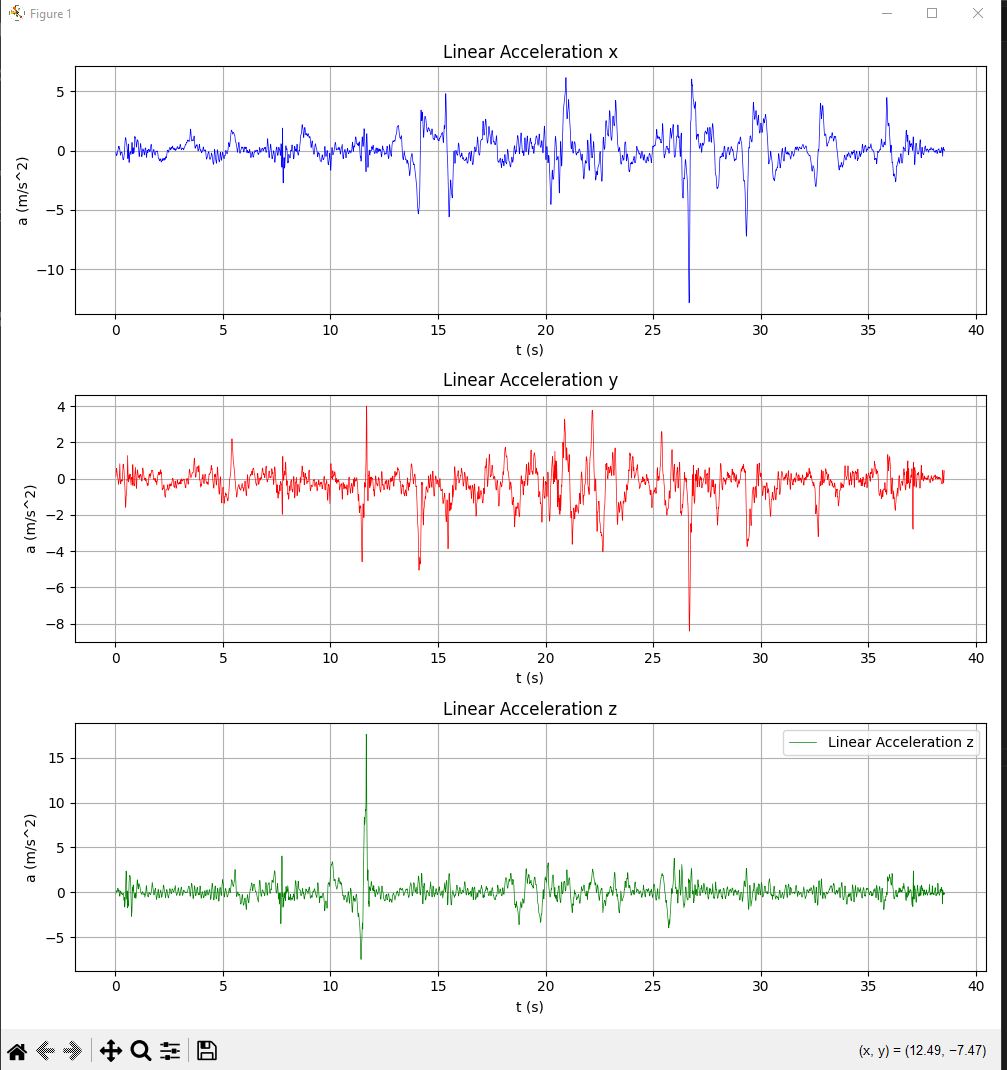 Figure 1
Linear Acceleration x
a (m/s^2)
5
0
−5
−10
0 5 10 15 20 25 30 35 40
t (s)
Linear Acceleration y
a (m/s^2)
4
2
0
−2
−4
−6
−8
0 5 10 15 20 25 30 35 40
t (s)
Linear Acceleration z
Linear Acceleration z
a (m/s^2)
15
10
5
0
−5
0 5 10 15 20 25 30 35 40
t (s)
(x, y) = (12.49, −7.47)